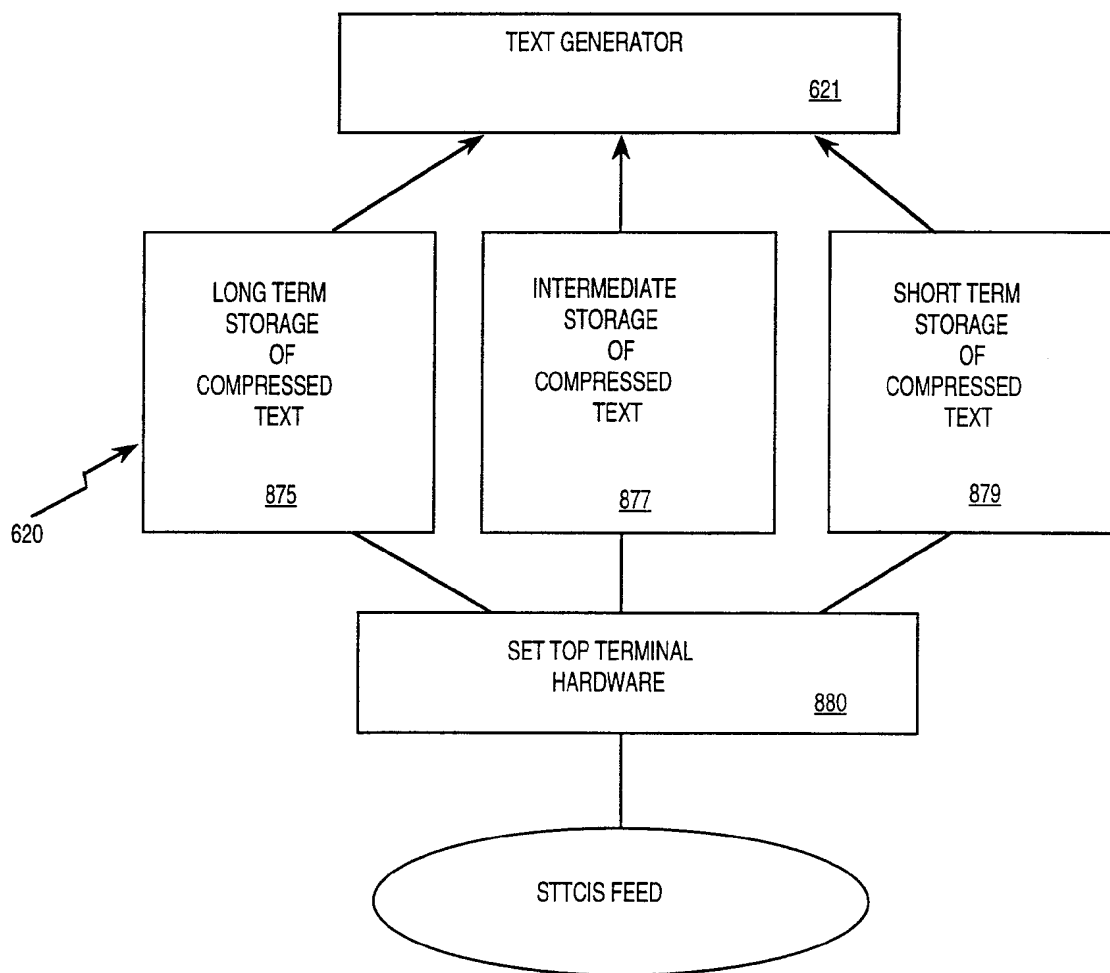 TEXT GENERATOR
621
LONG TERM
STORAGE
OF
COMPRESSED
TEXT
875
INTERMEDIATE
STORAGE
OF
COMPRESSED
TEXT
877
SHORT TERM
STORAGE
OF
COMPRESSED
TEXT
879
620
SET TOP TERMINAL
HARDWARE
880
STTCIS FEED